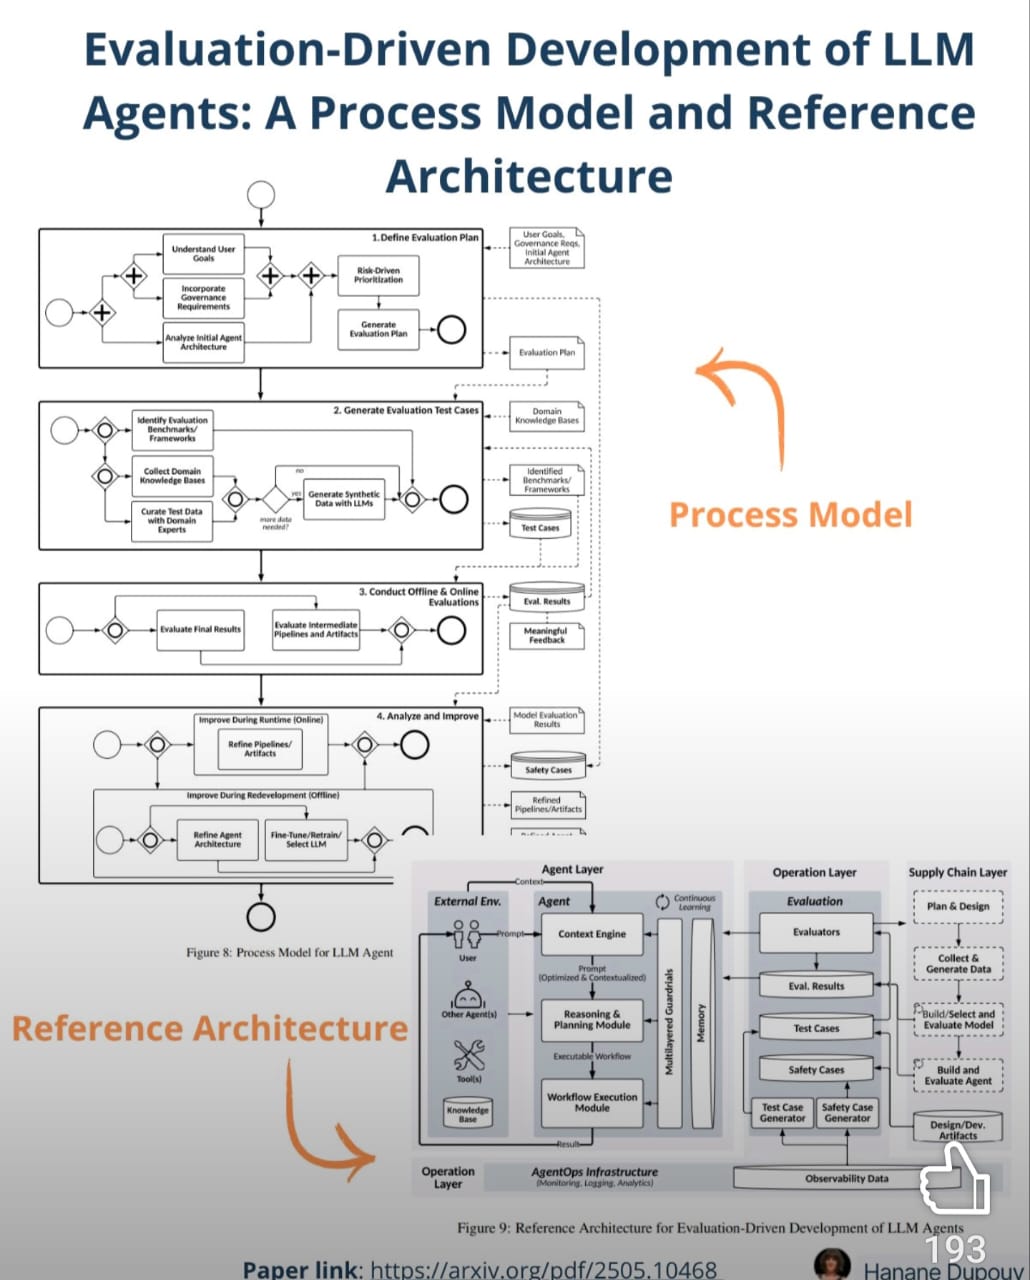 Evaluation-Driven Development of LLM
Agents: A Process Model and Reference
Architecture
1.Define Evaluation Plan
Understand User
Goals
Incorporate
Governance
Requirements
Analyze Initial Agent
Architecture
Risk-Driven
Prioritization
Generate
Evaluation Plan
User Goals,
Governance Reqs,
Initial Agent
Architecture
Evaluation Plan
2. Generate Evaluation Test Cases
Identify Evaluation
Benchmarks/
Frameworks
Collect Domain
Knowledge Bases
Curate Test Data
with Domain
Experts
no
yes
more data
needed?
Generate Synthetic
Data with LLMs
Domain
Knowledge Bases
Identified
Benchmarks/
Frameworks
Test Cases
Process Model
3. Conduct Offline & Online
Evaluations
Evaluate Final Results
Evaluate Intermediate
Pipelines and Artifacts
Eval. Results
Meaningful
Feedback
4. Analyze and Improve
Improve During Runtime (Online)
Refine Pipelines/
Artifacts
Improve During Redevelopment (Offline)
Refine Agent
Architecture
Fine-Tune/Retrain/
Select LLM
Model Evaluation
Results
Safety Cases
Refined
Pipelines/Artifacts
Figure 8: Process Model for LLM Agent
Reference Architecture
Agent Layer
Context
External Env.
Agent
Continuous
Learning
User
Prompt
Context Engine
Prompt
(Optimized & Contextualized)
Other Agent(s)
Reasoning &
Planning Module
Executable Workflow
Tool(s)
Workflow Execution
Module
Knowledge
Base
Result
Multilayered Guardrials
Memory
Operation Layer
Evaluation
Evaluators
Eval. Results
Test Cases
Safety Cases
Test Case
Generator
Safety Case
Generator
Supply Chain Layer
Plan & Design
Collect &
Generate Data
Build/Select and
Evaluate Model
Build and
Evaluate Agent
Design/Dev.
Artifacts
Operation
Layer
AgentOps Infrastructure
(Monitoring, Logging, Analytics)
Observability Data
Figure 9: Reference Architecture for Evaluation-Driven Development of LLM Agents
193
Paper link: https://arxiv.org/pdf/2505.10468
Hanane Dupouy